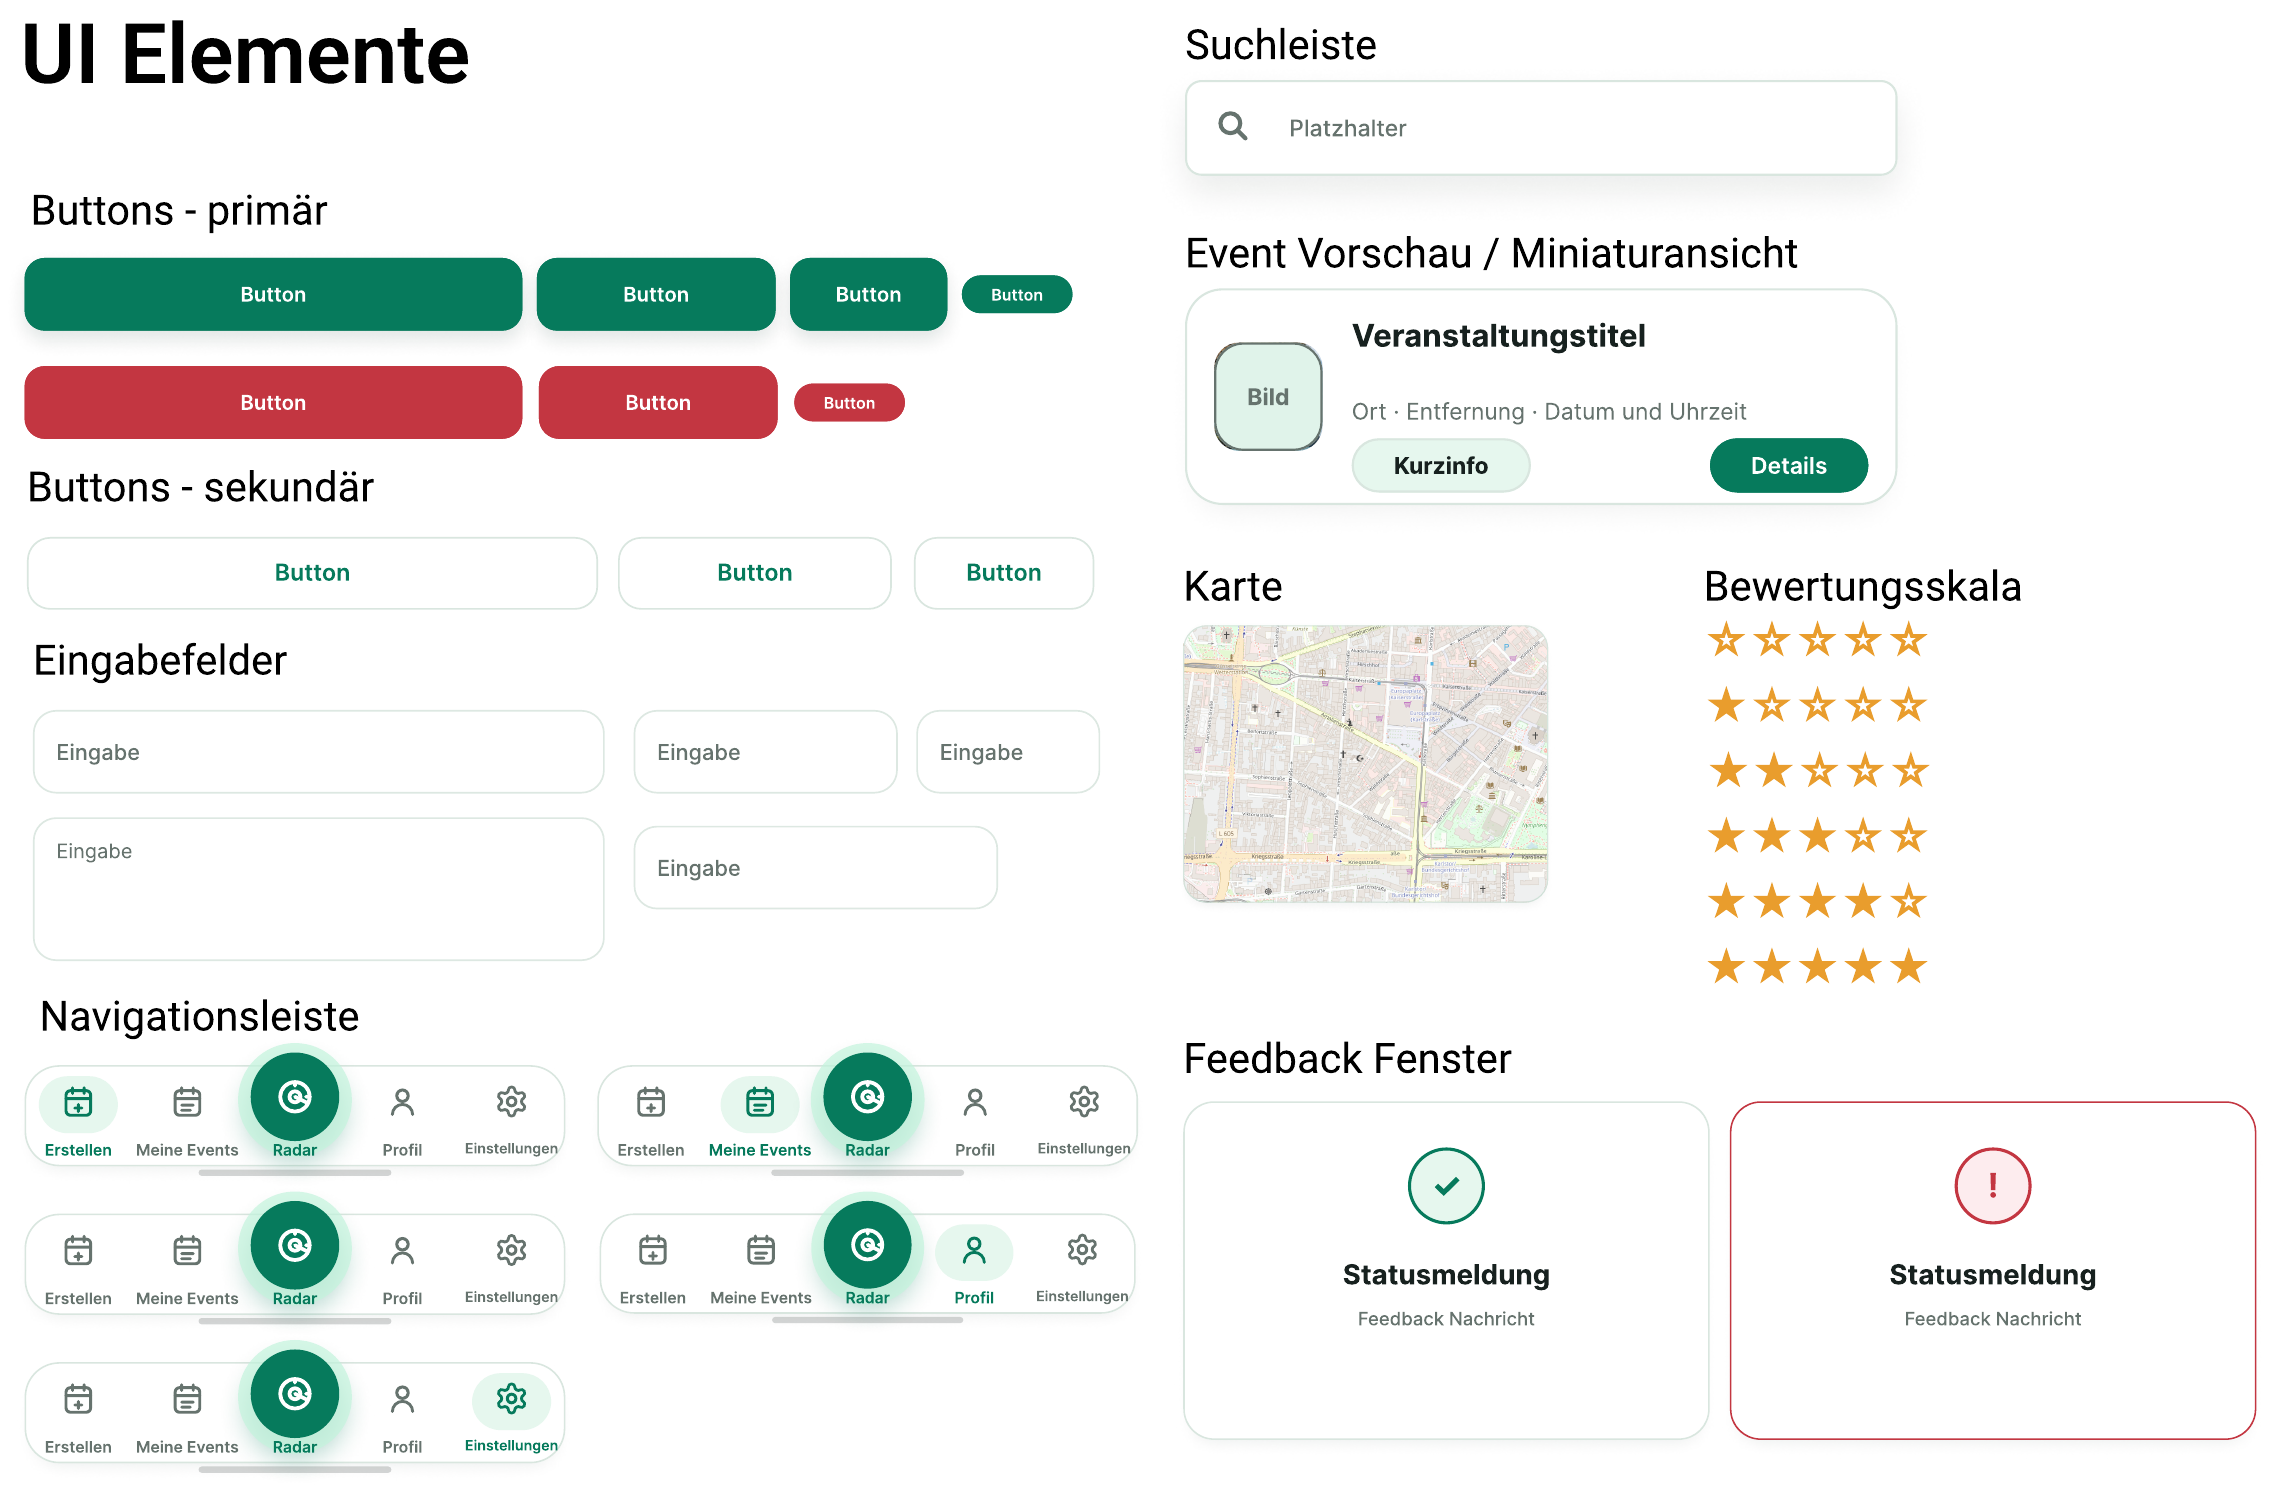 UI Elemente
Buttons - primär
Button Button Button Button
Button Button Button
Buttons - sekundär
Button Button Button
Eingabefelder
Eingabe Eingabe Eingabe
Eingabe Eingabe
Navigationsleiste
Erstellen Meine Events Radar Profil Einstellungen
Erstellen Meine Events Radar Profil Einstellungen
Erstellen Meine Events Radar Profil Einstellungen
Erstellen Meine Events Radar Profil Einstellungen
Erstellen Meine Events Radar Profil Einstellungen
Suchleiste
Platzhalter
Event Vorschau / Miniaturansicht
Bild
Veranstaltungstitel
Ort · Entfernung · Datum und Uhrzeit
Kurzinfo Details
Karte
L 605
Kriegsstraße
Kriegsstraße
Kriegsstraße
Bewertungsskala
Feedback Fenster
Statusmeldung
Feedback Nachricht
!
Statusmeldung
Feedback Nachricht